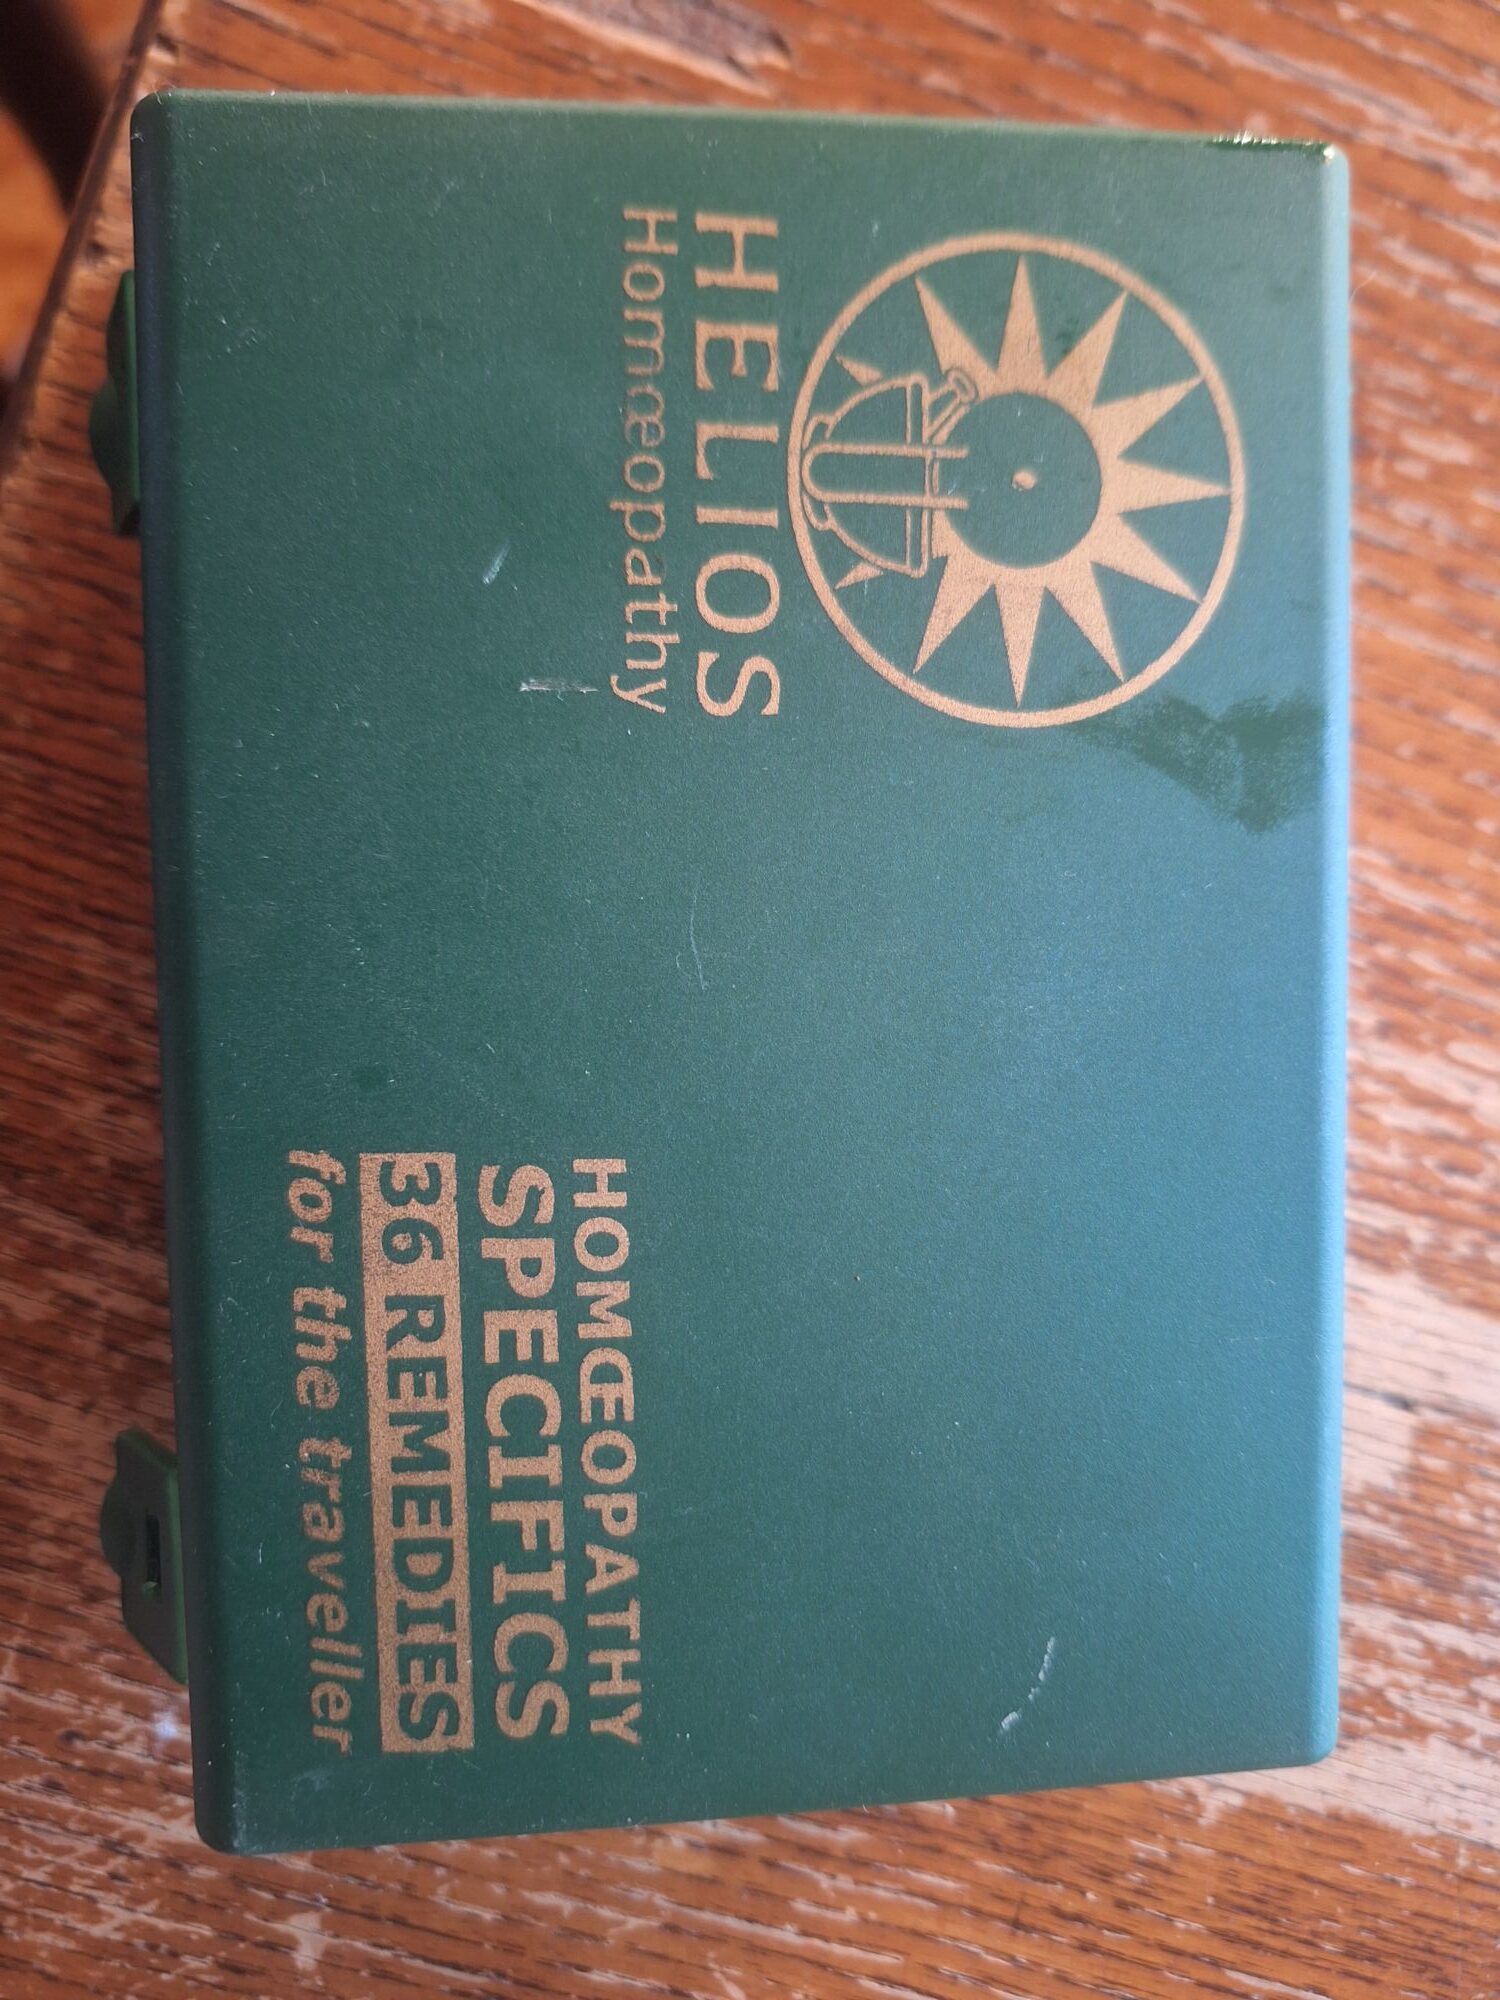 HELIOS
Homœopathy
HOMŒOPATHY
SPECIFICS
36 REMEDIES
for the traveller